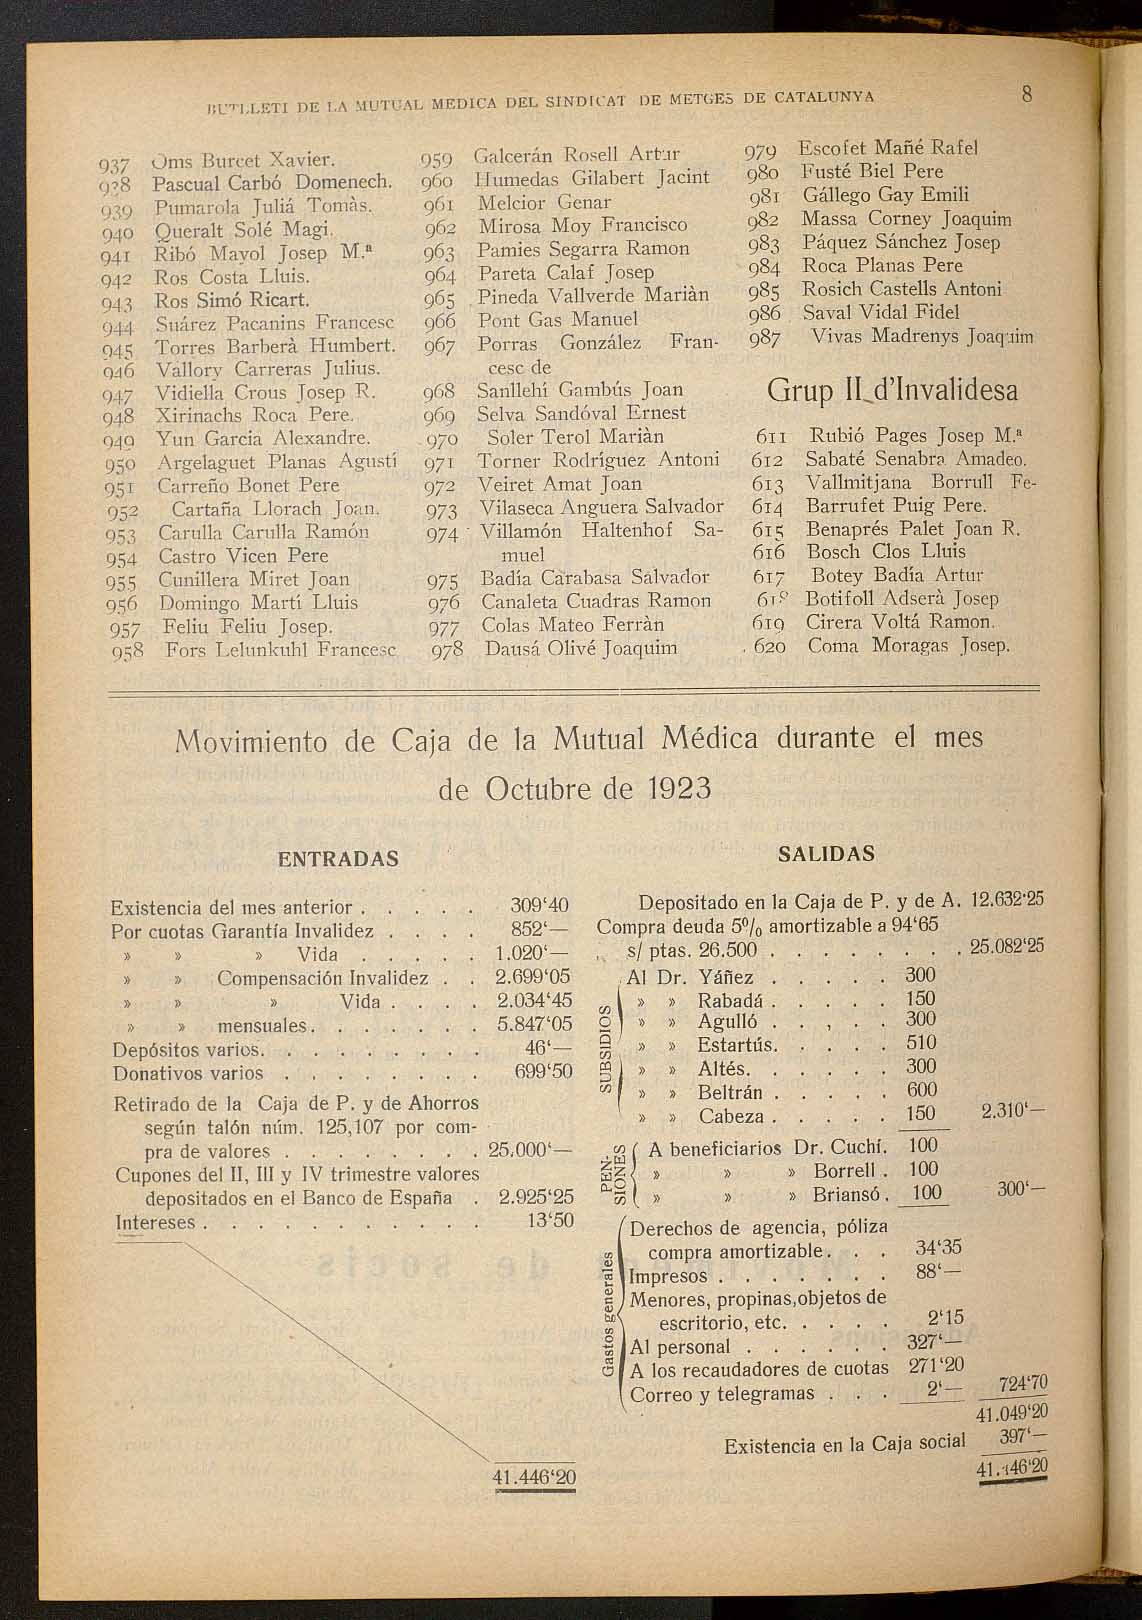 BUTLLETI DE LA MUTUAL MEDICA DEL SINDICAT DE METGES DE CATALUNYA 8
937 Oms Burcet Xavier.
938 Pascual Carbó Domenech.
939 Pumarola Juliá Tomàs.
940 Queralt Solé Magi.
941 Ribó Mayol Josep M.ª
942 Ros Costa Lluis.
943 Ros Simó Ricart.
944 Suárez Pacanins Francesc
945 Torres Barberà Humbert.
946 Vallory Carreras Julius.
947 Vidiella Crous Josep R.
948 Xirinachs Roca Pere.
949 Yun Garcia Alexandre.
950 Argelaguet Planas Agustí
951 Carreño Bonet Pere
952 Cartaña Llorach Joan.
953 Carulla Carulla Ramón
954 Castro Vicen Pere
955 Cunillera Miret Joan
956 Domingo Martí Lluis
957 Feliu Feliu Josep.
958 Fors Lelunkuhl Francesc
959 Galcerán Rosell Artur
960 Humedas Gilabert Jacint
961 Melcior Genar
962 Mirosa Moy Francisco
963 Pamies Segarra Ramon
964 Pareta Calaf Josep
965 Pineda Vallverde Mariàn
966 Pont Gas Manuel
967 Porras González Fran-
cesc de
968 Sanllehí Gambús Joan
969 Selva Sandóval Ernest
970 Soler Terol Mariàn
971 Torner Rodríguez Antoni
972 Veiret Amat Joan
973 Vilaseca Anguera Salvador
974 Villamón Haltenhof Sa-
muel
975 Badía Carabasa Salvador
976 Canaleta Cuadras Ramon
977 Colas Mateo Ferràn
978 Dausá Olivé Joaquim
979 Escofet Mañé Rafel
980 Fusté Biel Pere
981 Gállego Gay Emili
982 Massa Corney Joaquim
983 Páquez Sánchez Josep
984 Roca Planas Pere
985 Rosich Castells Antoni
986 Saval Vidal Fidel
987 Vivas Madrenys Joaquim
Grup II d'Invalidesa
611 Rubió Pages Josep M.ª
612 Sabaté Senabra Amadeo.
613 Vallmitjana Borrull Fe-
614 Barrufet Puig Pere.
615 Benaprés Palet Joan R.
616 Bosch Clos Lluis
617 Botey Badía Artur
618 Botifoll Adserà Josep
619 Cirera Voltá Ramon.
620 Coma Moragas Josep.
Movimiento de Caja de la Mutual Médica durante el mes
de Octubre de 1923
ENTRADAS
Existencia del mes anterior . . . . . 309‘40
Por cuotas Garantía Invalidez . . . . 852‘—
» » » Vida . . . . . 1.020‘—
» » Compensación Invalidez . . 2.699‘05
» » » Vida . . . . 2.034‘45
» » mensuales. . . . . . . 5.847‘05
Depósitos varios. . . . . . . . . 46‘—
Donativos varios . . . . . . . . 699‘50
Retirado de la Caja de P. y de Ahorros
según talón núm. 125,107 por com-
pra de valores . . . . . . . . 25.000‘—
Cupones del II, III y IV trimestre valores
depositados en el Banco de España . 2.925‘25
Intereses . . . . . . . . . . . 13‘50
41.446‘20
SALIDAS
Depositado en la Caja de P. y de A. 12.632‘25
Compra deuda 5% amortizable a 94‘65
s/ ptas. 26.500 . . . . . . . . 25.082‘25
SUBSIDIOS
Al Dr. Yáñez . . . . . 300
» » Rabadá . . . . . 150
» » Agulló . . , . . 300
» » Estartús. . . . . 510
» » Altés. . . . . . 300
» » Beltrán . . . . . 600
» » Cabeza . . . . . 150 2.310‘—
PEN-
SIONES
A beneficiarios Dr. Cuchí. 100
» » » Borrell . 100
» » » Briansó. 100 300‘—
Gastos generales
Derechos de agencia, póliza
compra amortizable. . . 34‘35
Impresos . . . . . . . 88‘—
Menores, propinas,objetos de
escritorio, etc. . . . . 2‘15
Al personal . . . . . . 327‘—
A los recaudadores de cuotas 271‘20
Correo y telegramas . . . 2‘— 724‘70
41.049‘20
Existencia en la Caja social 397‘—
41.446‘20